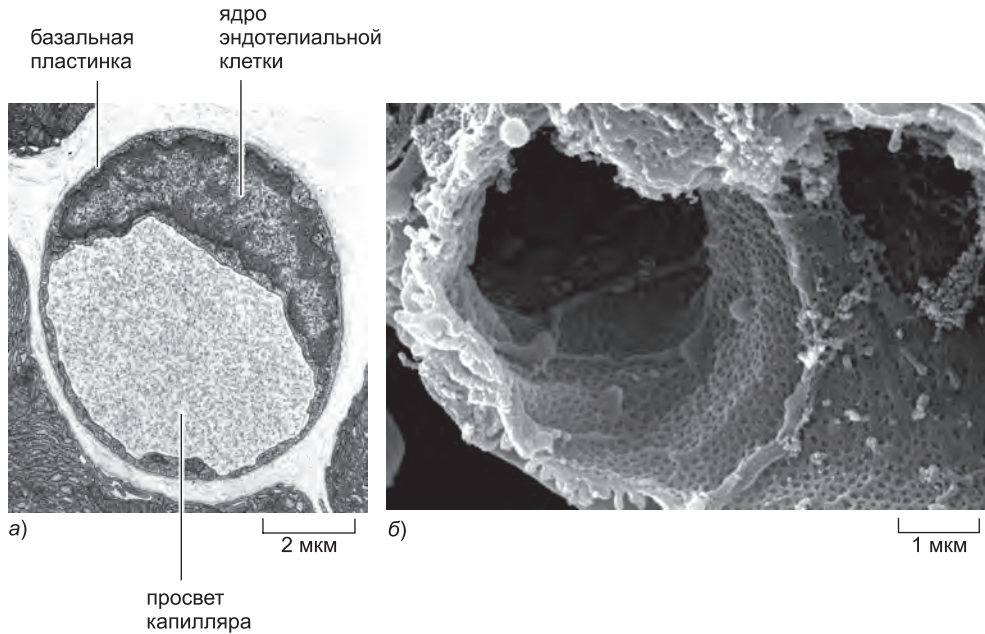 базальная
пластинка
ядро
эндотелиальной
клетки
а)
2 мкм
б)
1 мкм
просвет
капилляра